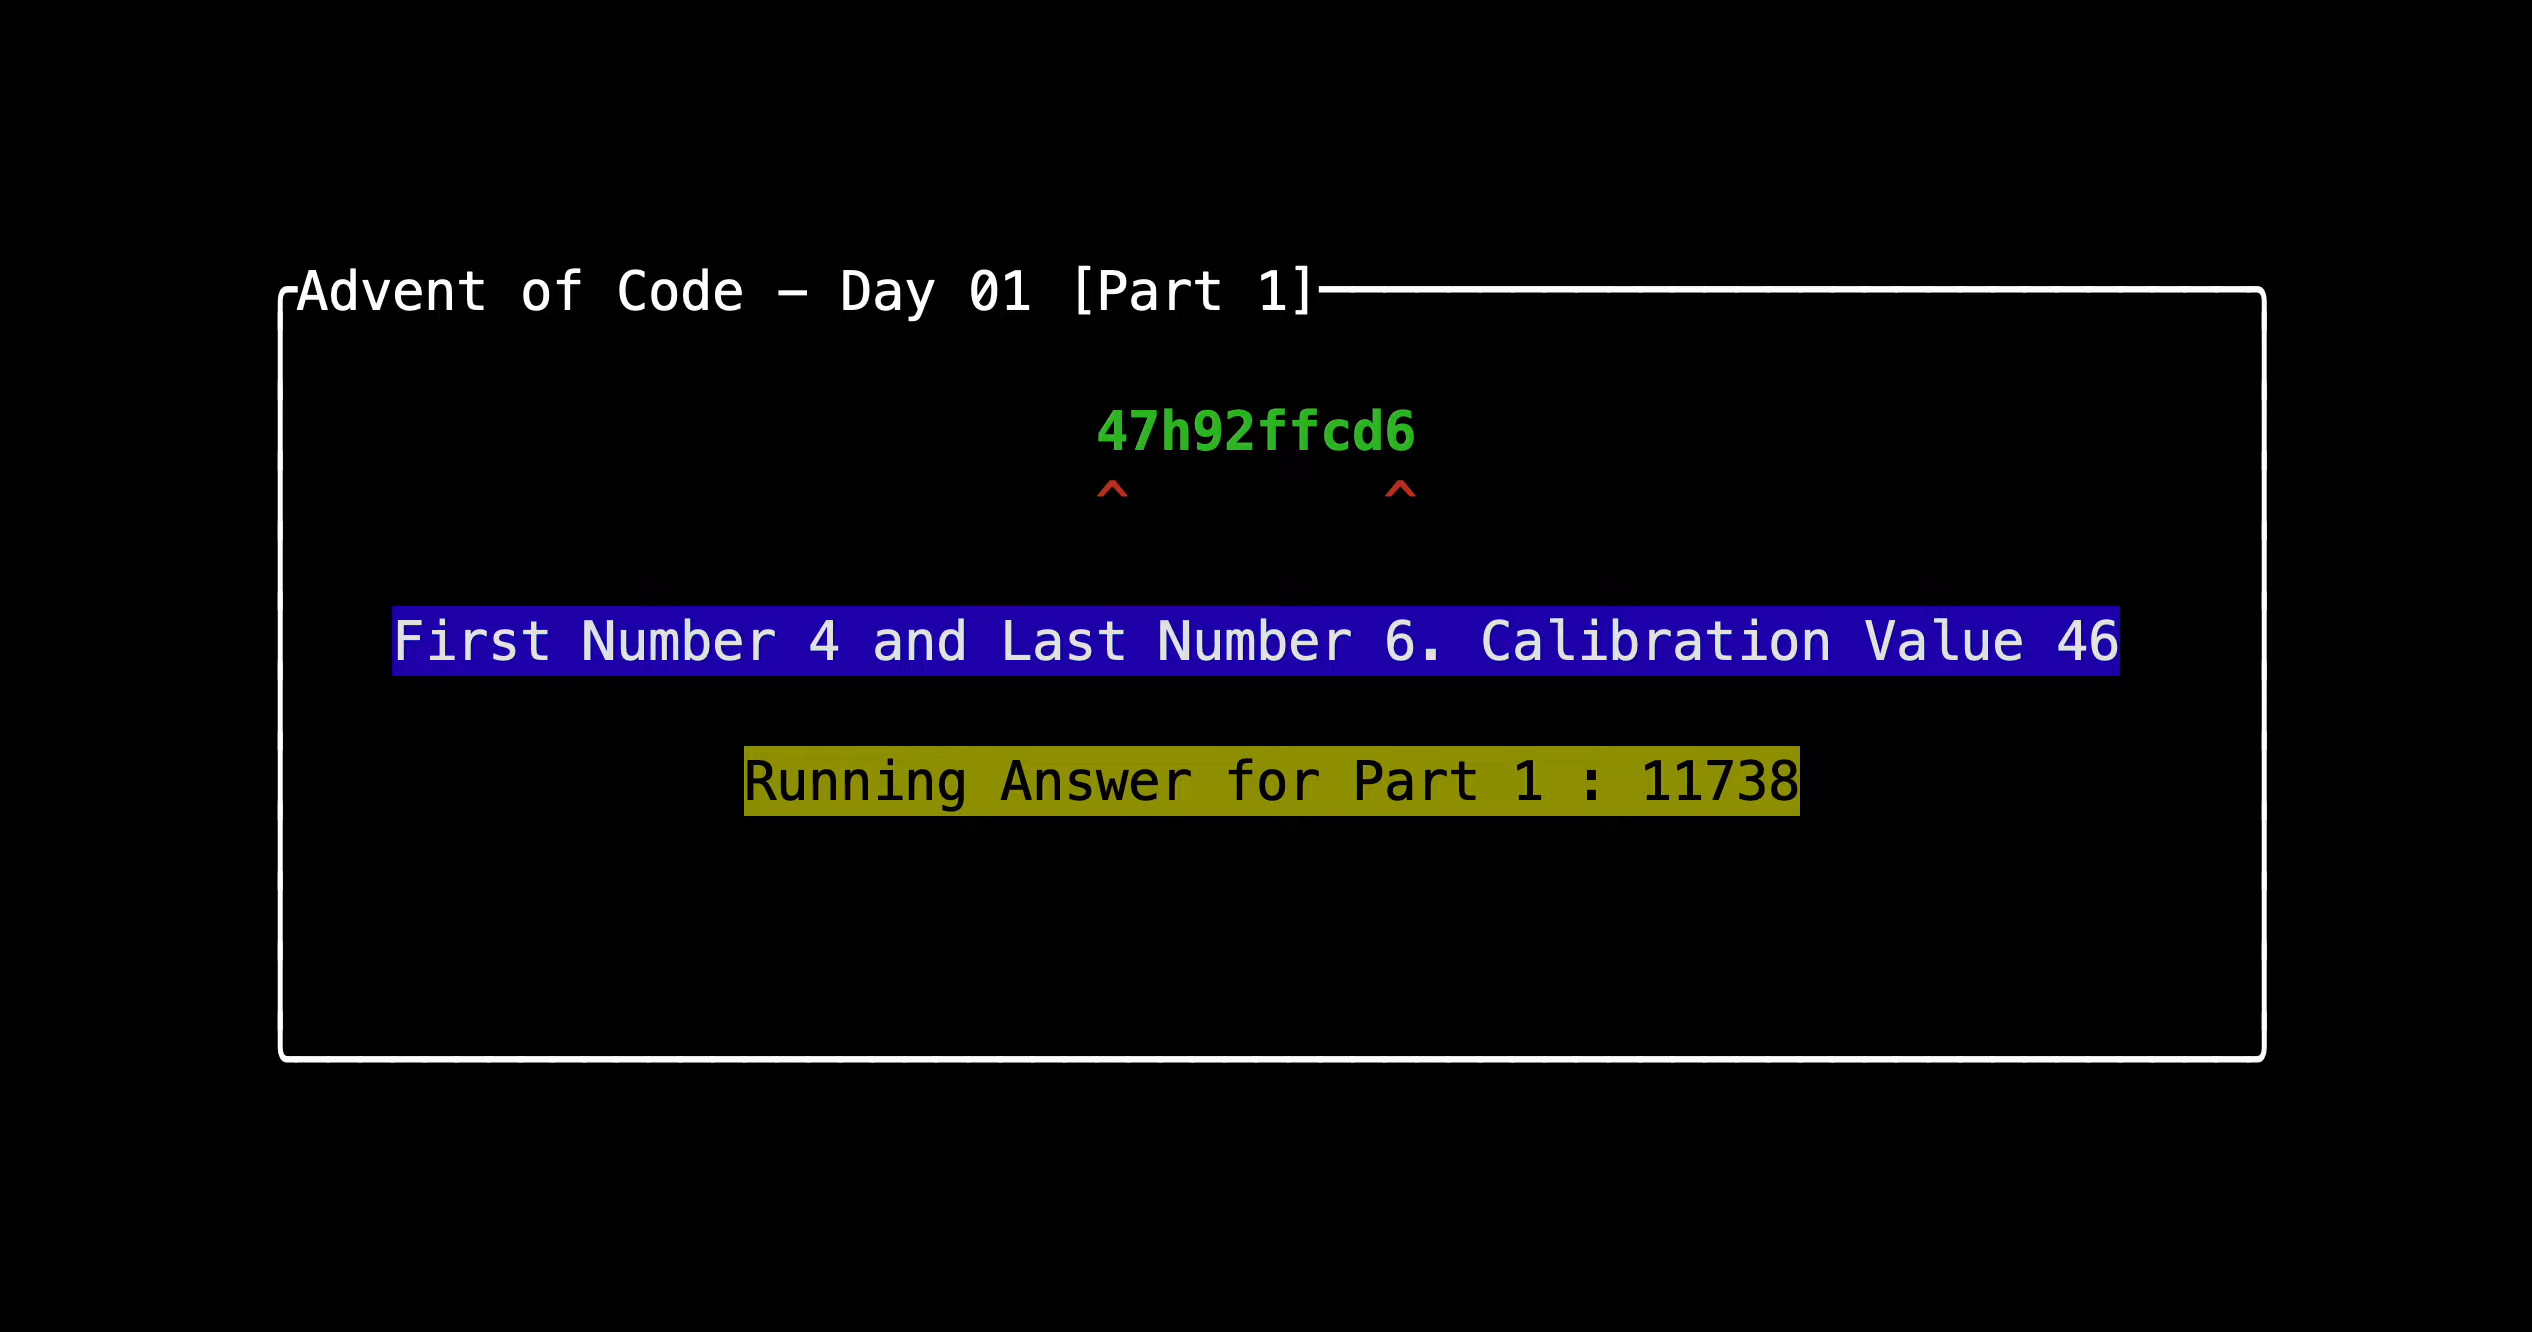 Advent of Code - Day 01 [Part 1]
47h92ffcd6
^ ^
First Number 4 and Last Number 6. Calibration Value 46
Running Answer for Part 1 : 11738